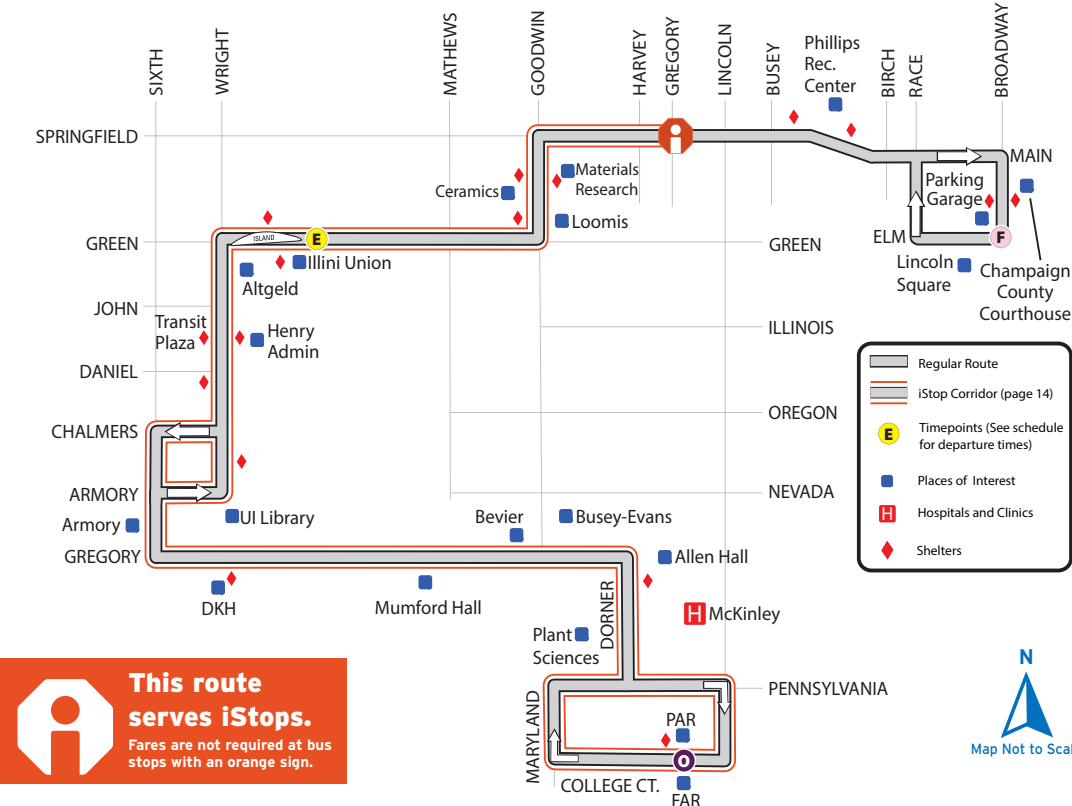 SIXTH
WRIGHT
MATHEWS
GOODWIN
HARVEY
GREGORY
LINCOLN
BUSEY
Phillips
Rec.
Center
BIRCH
RACE
BROADWAY
SPRINGFIELD
MAIN
Ceramics
Materials
Research
Parking
Garage
Loomis
GREEN
ISLAND
E
GREEN
ELM
F
Illini Union
Altgeld
Lincoln
Square
Champaign
County
Courthouse
JOHN
Transit
Plaza
Henry
Admin
ILLINOIS
DANIEL
Regular Route
iStop Corridor (page 14)
E
Timepoints (See schedule
for departure times)
Places of Interest
H
Hospitals and Clinics
Shelters
CHALMERS
OREGON
ARMORY
NEVADA
Armory
UI Library
Bevier
Busey-Evans
GREGORY
Allen Hall
DKH
Mumford Hall
DORNER
H
McKinley
Plant
Sciences
PENNSYLVANIA
MARYLAND
PAR
O
COLLEGE CT.
FAR
This route
serves iStops.
Fares are not required at bus
stops with an orange sign.
N
Map Not to Scal